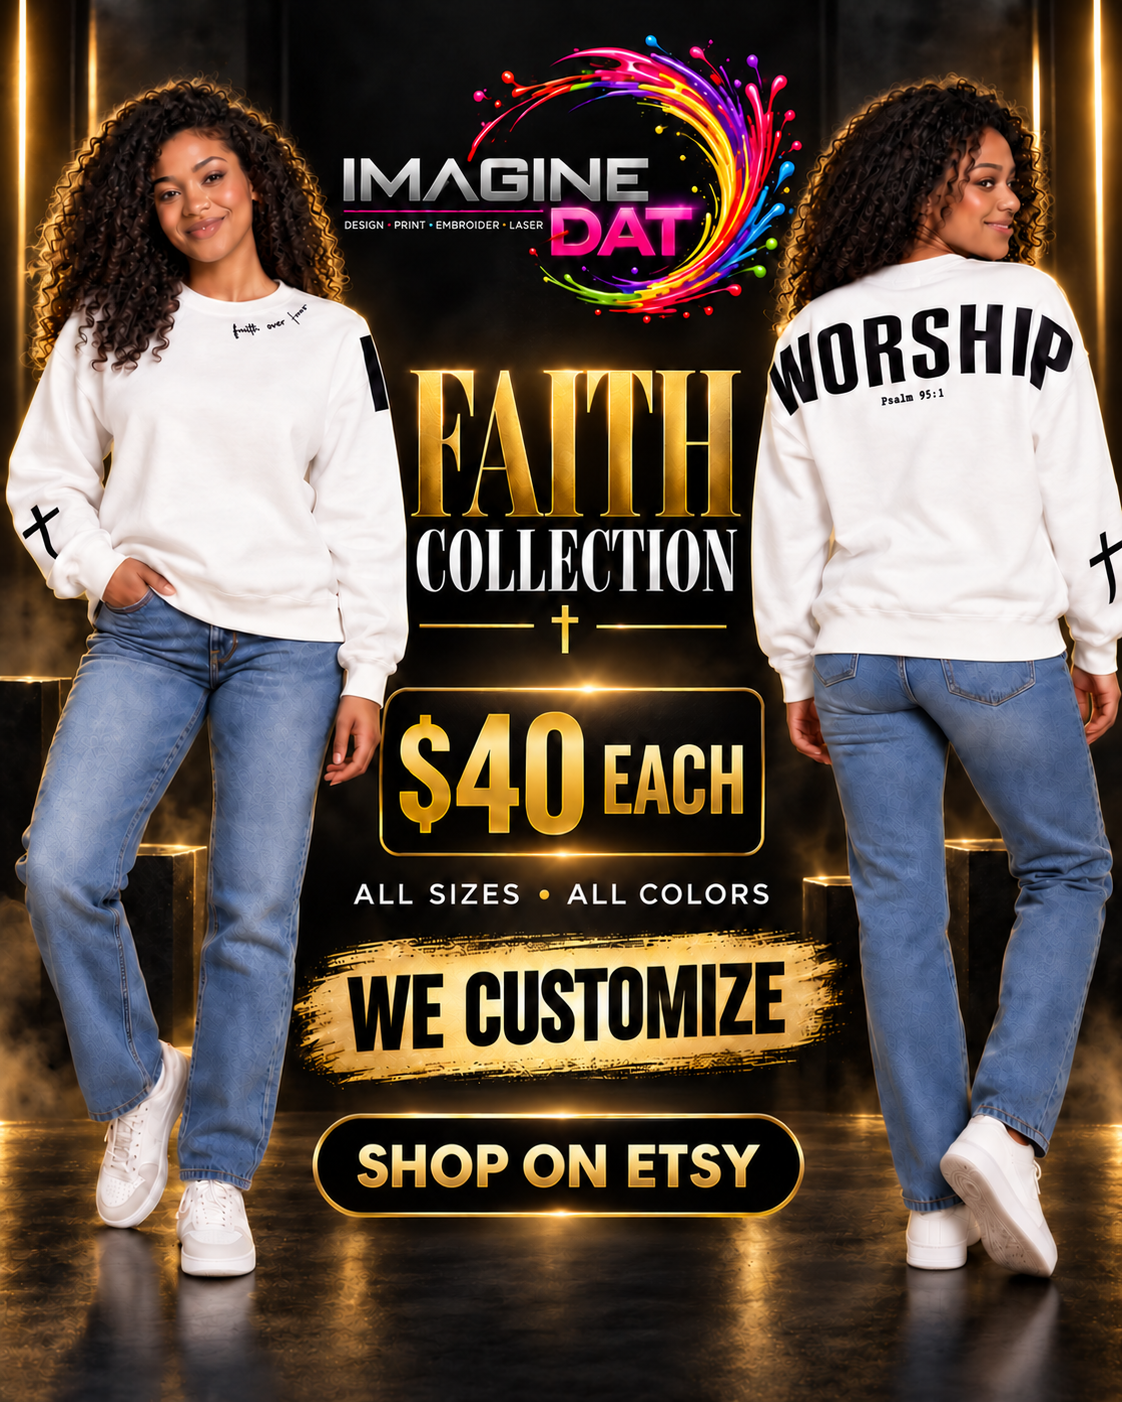 IMAGINE
DAT
DESIGN • PRINT • EMBROIDER • LASER
faith over fear
WORSHIP
Psalm 95:1
FAITH
COLLECTION
$40 EACH
ALL SIZES • ALL COLORS
WE CUSTOMIZE
SHOP ON ETSY